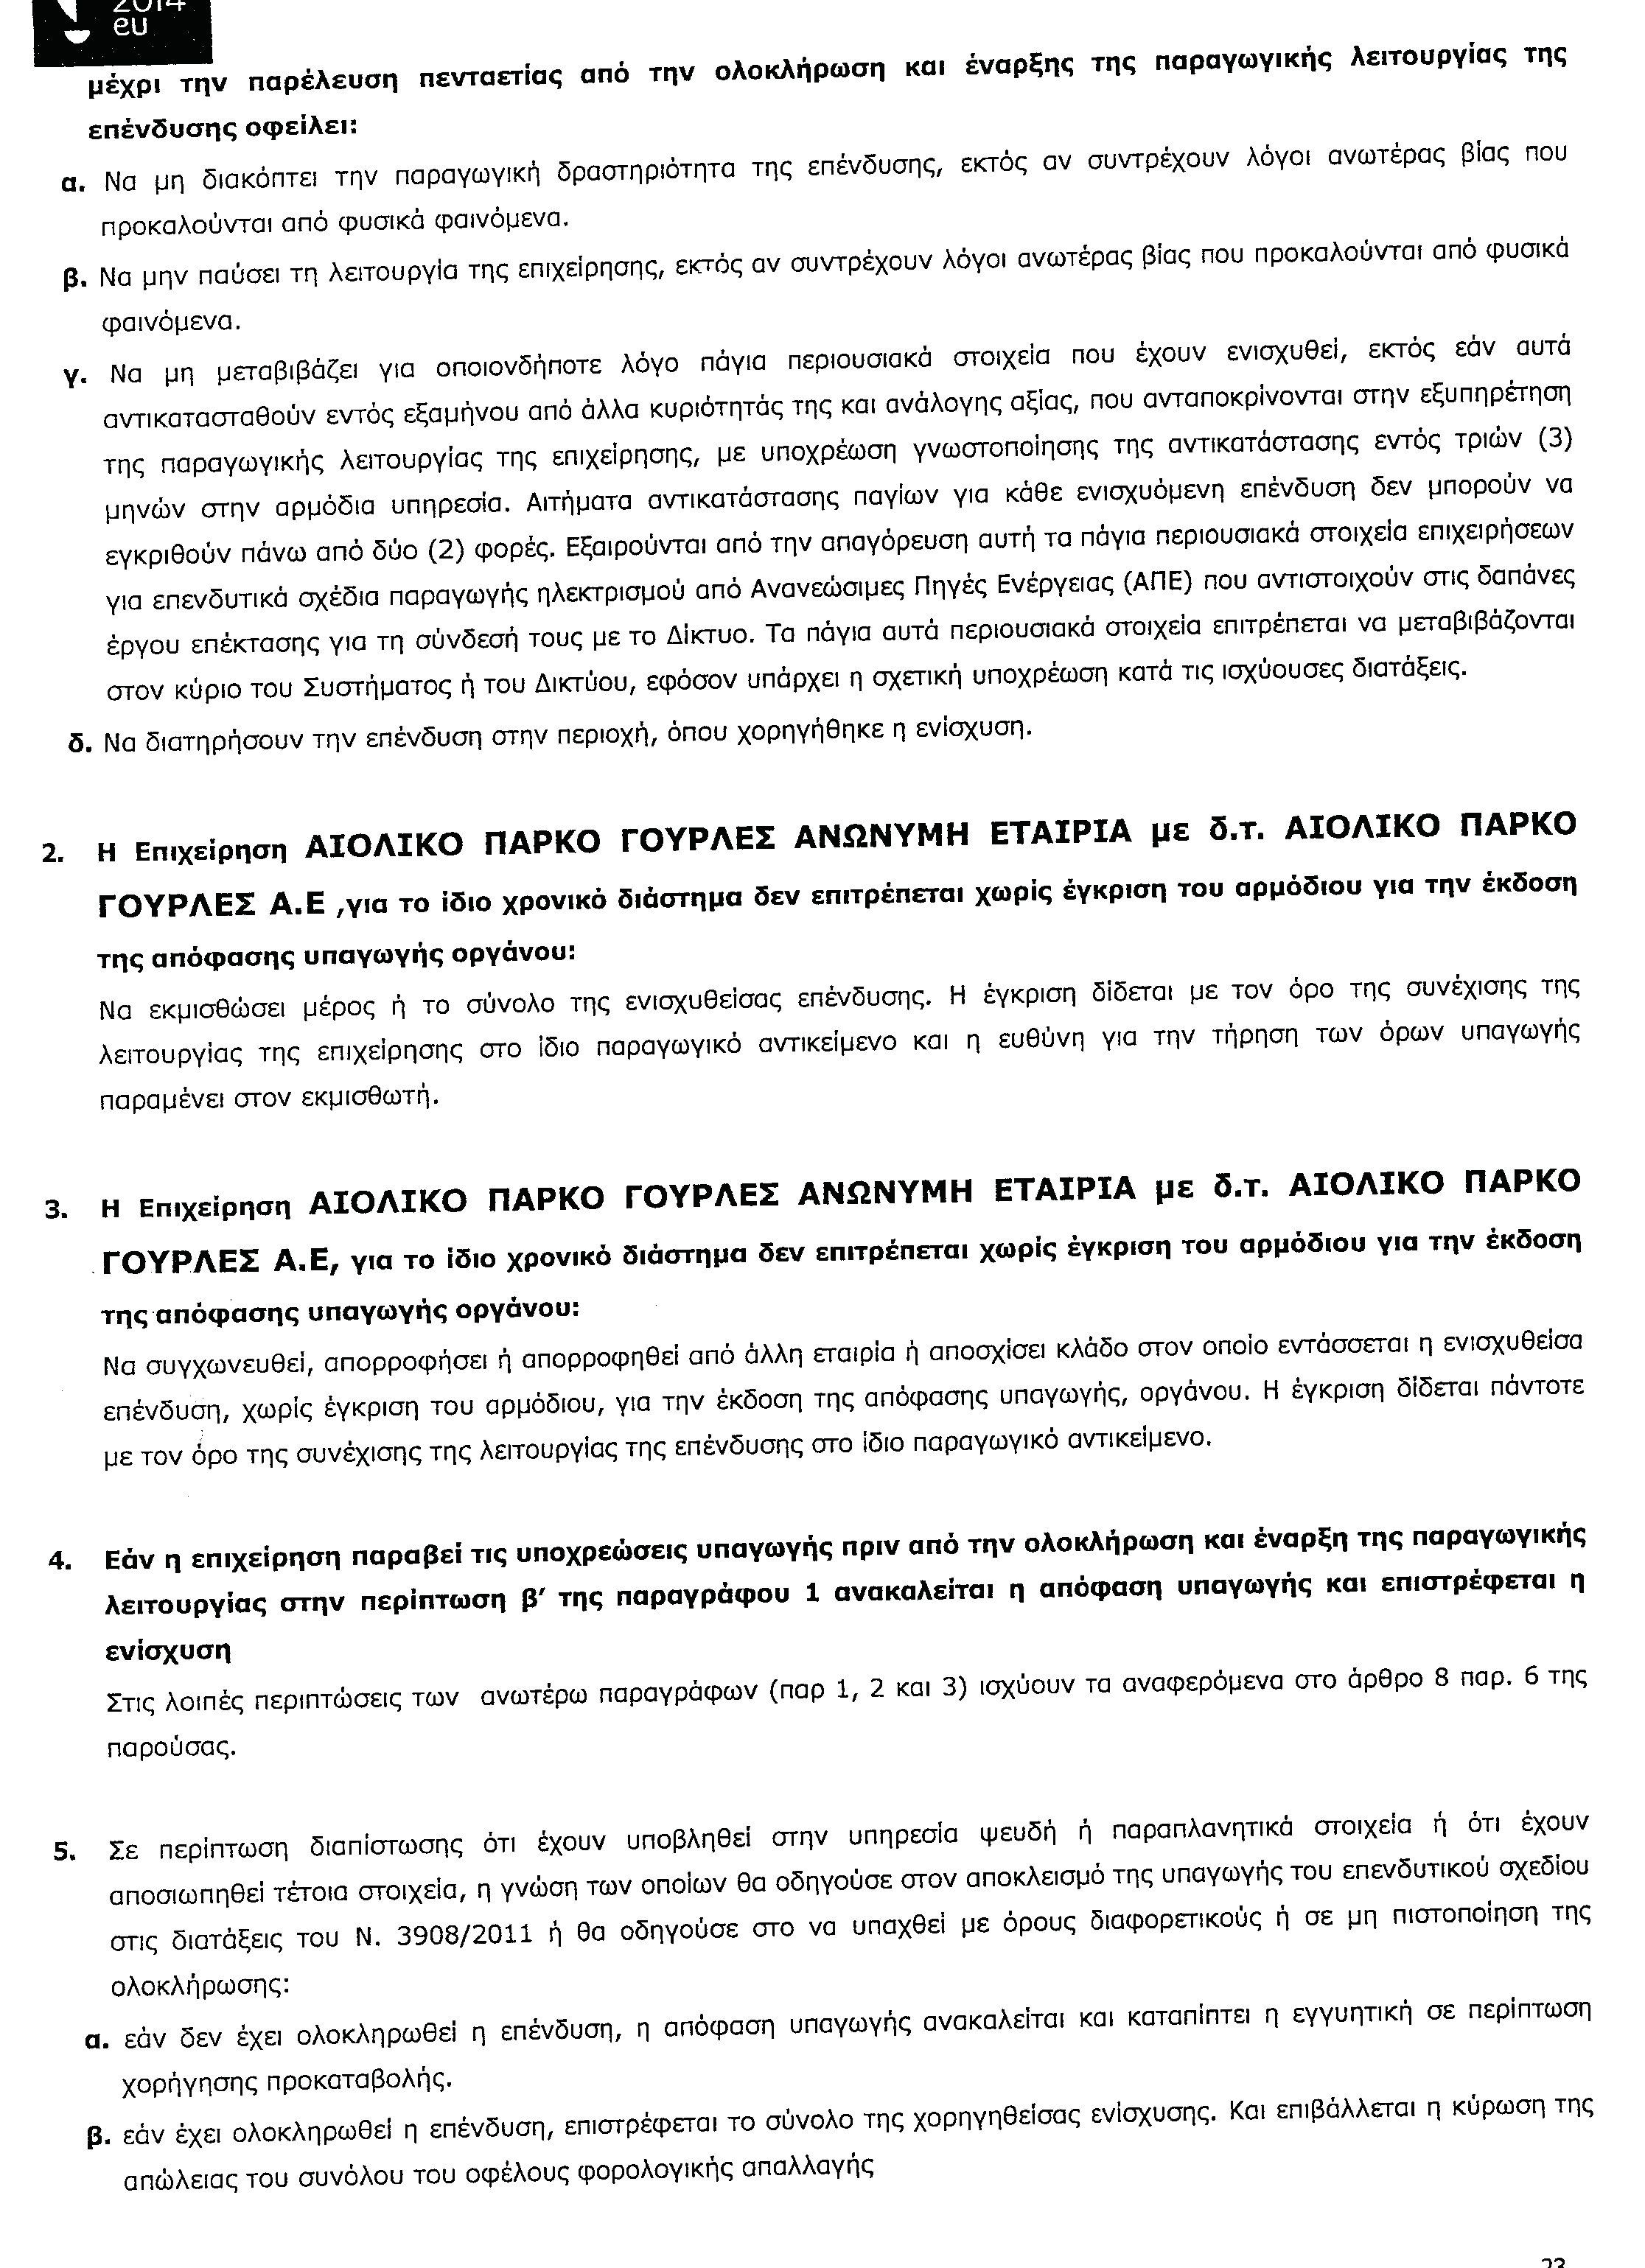 2014
eu
μέχρι την παρέλευση πενταετίας από την ολοκλήρωση και έναρξης της παραγωγικής λειτουργίας της
επένδυσης οφείλει:
α. Να μη διακόπτει την παραγωγική δραστηριότητα της επένδυσης, εκτός αν συντρέχουν λόγοι ανωτέρας βίας που
προκαλούνται από φυσικά φαινόμενα.
β. Να μην παύσει τη λειτουργία της επιχείρησης, εκτός αν συντρέχουν λόγοι ανωτέρας βίας που προκαλούνται από φυσικά
φαινόμενα.
γ. Να μη μεταβιβάζει για οποιονδήποτε λόγο πάγια περιουσιακά στοιχεία που έχουν ενισχυθεί, εκτός εάν αυτά
αντικατασταθούν εντός εξαμήνου από άλλα κυριότητάς της και ανάλογης αξίας, που ανταποκρίνονται στην εξυπηρέτηση
της παραγωγικής λειτουργίας της επιχείρησης, με υποχρέωση γνωστοποίησης της αντικατάστασης εντός τριών (3)
μηνών στην αρμόδια υπηρεσία. Αιτήματα αντικατάστασης παγίων για κάθε ενισχυόμενη επένδυση δεν μπορούν να
εγκριθούν πάνω από δύο (2) φορές. Εξαιρούνται από την απαγόρευση αυτή τα πάγια περιουσιακά στοιχεία επιχειρήσεων
για επενδυτικά σχέδια παραγωγής ηλεκτρισμού από Ανανεώσιμες Πηγές Ενέργειας (ΑΠΕ) που αντιστοιχούν στις δαπάνες
έργου επέκτασης για τη σύνδεσή τους με το Δίκτυο. Τα πάγια αυτά περιουσιακά στοιχεία επιτρέπεται να μεταβιβάζονται
στον κύριο του Συστήματος ή του Δικτύου, εφόσον υπάρχει η σχετική υποχρέωση κατά τις ισχύουσες διατάξεις.
δ. Να διατηρήσουν την επένδυση στην περιοχή, όπου χορηγήθηκε η ενίσχυση.
2. Η Επιχείρηση ΑΙΟΛΙΚΟ ΠΑΡΚΟ ΓΟΥΡΛΕΣ ΑΝΩΝΥΜΗ ΕΤΑΙΡΙΑ με δ.τ. ΑΙΟΛΙΚΟ ΠΑΡΚΟ
ΓΟΥΡΛΕΣ Α.Ε ,για το ίδιο χρονικό διάστημα δεν επιτρέπεται χωρίς έγκριση του αρμόδιου για την έκδοση
της απόφασης υπαγωγής οργάνου:
Να εκμισθώσει μέρος ή το σύνολο της ενισχυθείσας επένδυσης. Η έγκριση δίδεται με τον όρο της συνέχισης της
λειτουργίας της επιχείρησης στο ίδιο παραγωγικό αντικείμενο και η ευθύνη για την τήρηση των όρων υπαγωγής
παραμένει στον εκμισθωτή.
3. Η Επιχείρηση ΑΙΟΛΙΚΟ ΠΑΡΚΟ ΓΟΥΡΛΕΣ ΑΝΩΝΥΜΗ ΕΤΑΙΡΙΑ με δ.τ. ΑΙΟΛΙΚΟ ΠΑΡΚΟ
ΓΟΥΡΛΕΣ Α.Ε, για το ίδιο χρονικό διάστημα δεν επιτρέπεται χωρίς έγκριση του αρμόδιου για την έκδοση
της απόφασης υπαγωγής οργάνου:
Να συγχωνευθεί, απορροφήσει ή απορροφηθεί από άλλη εταιρία ή αποσχίσει κλάδο στον οποίο εντάσσεται η ενισχυθείσα
επένδυση, χωρίς έγκριση του αρμόδιου, για την έκδοση της απόφασης υπαγωγής, οργάνου. Η έγκριση δίδεται πάντοτε
με τον όρο της συνέχισης της λειτουργίας της επένδυσης στο ίδιο παραγωγικό αντικείμενο.
4. Εάν η επιχείρηση παραβεί τις υποχρεώσεις υπαγωγής πριν από την ολοκλήρωση και έναρξη της παραγωγικής
λειτουργίας στην περίπτωση β’ της παραγράφου 1 ανακαλείται η απόφαση υπαγωγής και επιστρέφεται η
ενίσχυση
Στις λοιπές περιπτώσεις των ανωτέρω παραγράφων (παρ 1, 2 και 3) ισχύουν τα αναφερόμενα στο άρθρο 8 παρ. 6 της
παρούσας.
5. Σε περίπτωση διαπίστωσης ότι έχουν υποβληθεί στην υπηρεσία ψευδή ή παραπλανητικά στοιχεία ή ότι έχουν
αποσιωπηθεί τέτοια στοιχεία, η γνώση των οποίων θα οδηγούσε στον αποκλεισμό της υπαγωγής του επενδυτικού σχεδίου
στις διατάξεις του Ν. 3908/2011 ή θα οδηγούσε στο να υπαχθεί με όρους διαφορετικούς ή σε μη πιστοποίηση της
ολοκλήρωσης:
α. εάν δεν έχει ολοκληρωθεί η επένδυση, η απόφαση υπαγωγής ανακαλείται και καταπίπτει η εγγυητική σε περίπτωση
χορήγησης προκαταβολής.
β. εάν έχει ολοκληρωθεί η επένδυση, επιστρέφεται το σύνολο της χορηγηθείσας ενίσχυσης. Και επιβάλλεται η κύρωση της
απώλειας του συνόλου του οφέλους φορολογικής απαλλαγής
23